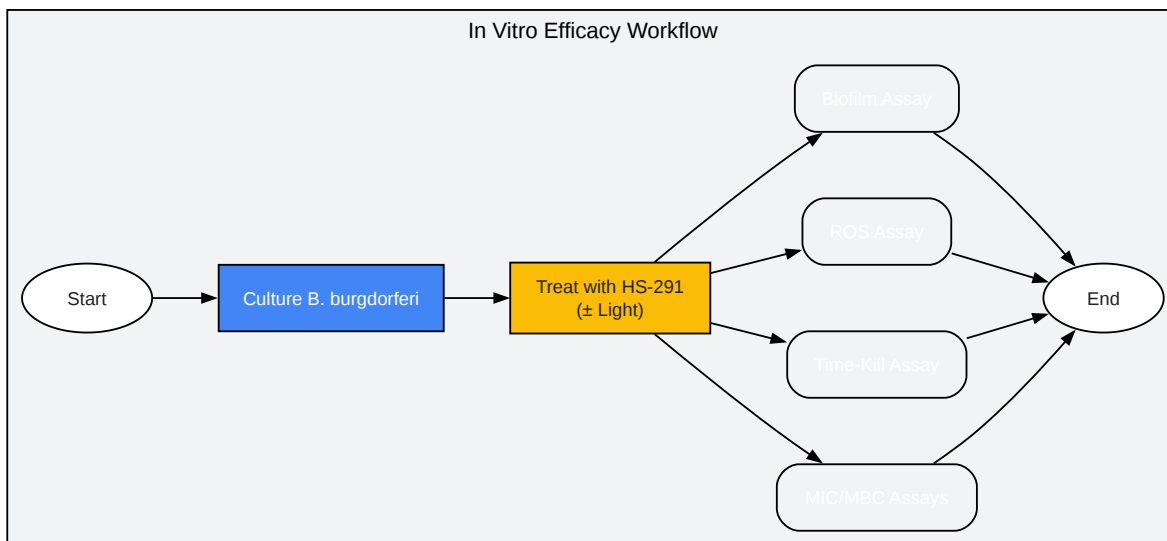 In Vitro Efficacy Workflow
Start
Culture B. burgdorferi
Treat with HS-291
(± Light)
Biofilm Assay
ROS Assay
Time-Kill Assay
MIC/MBC Assays
End